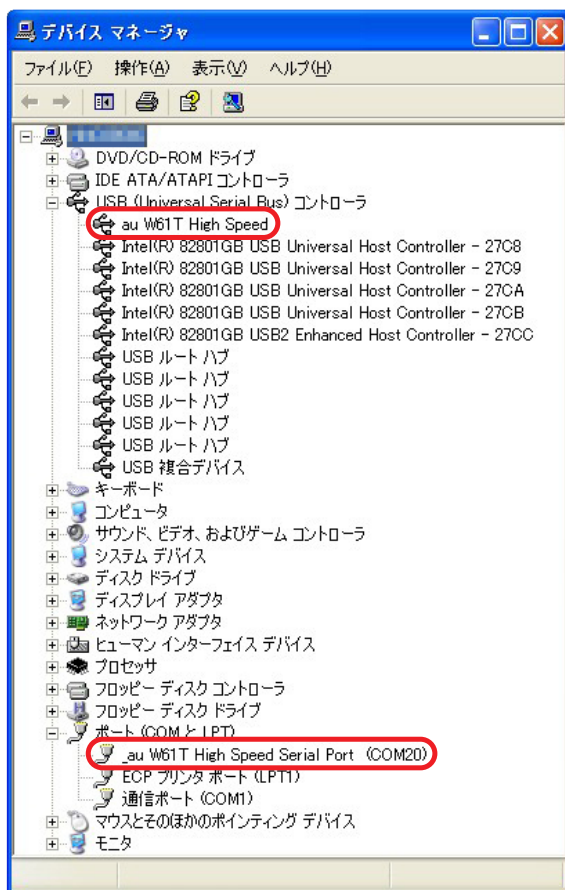 デバイス マネージャ
ファイル(F) 操作(A) 表示(V) ヘルプ(H)
DVD/CD-ROM ドライブ
IDE ATA/ATAPI コントローラ
USB (Universal Serial Bus) コントローラ
au W61T High Speed
Intel(R) 82801GB USB Universal Host Controller - 27C8
Intel(R) 82801GB USB Universal Host Controller - 27C9
Intel(R) 82801GB USB Universal Host Controller - 27CA
Intel(R) 82801GB USB Universal Host Controller - 27CB
Intel(R) 82801GB USB2 Enhanced Host Controller - 27CC
USB ルート ハブ
USB ルート ハブ
USB ルート ハブ
USB ルート ハブ
USB ルート ハブ
USB 複合デバイス
キーボード
コンピュータ
サウンド、ビデオ、およびゲーム コントローラ
システム デバイス
ディスク ドライブ
ディスプレイ アダプタ
ネットワーク アダプタ
ヒューマン インターフェイス デバイス
プロセッサ
フロッピー ディスク コントローラ
フロッピー ディスク ドライブ
ポート (COM と LPT)
_au W61T High Speed Serial Port (COM20)
ECP プリンタ ポート (LPT1)
通信ポート (COM1)
マウスとそのほかのポインティング デバイス
モニタ